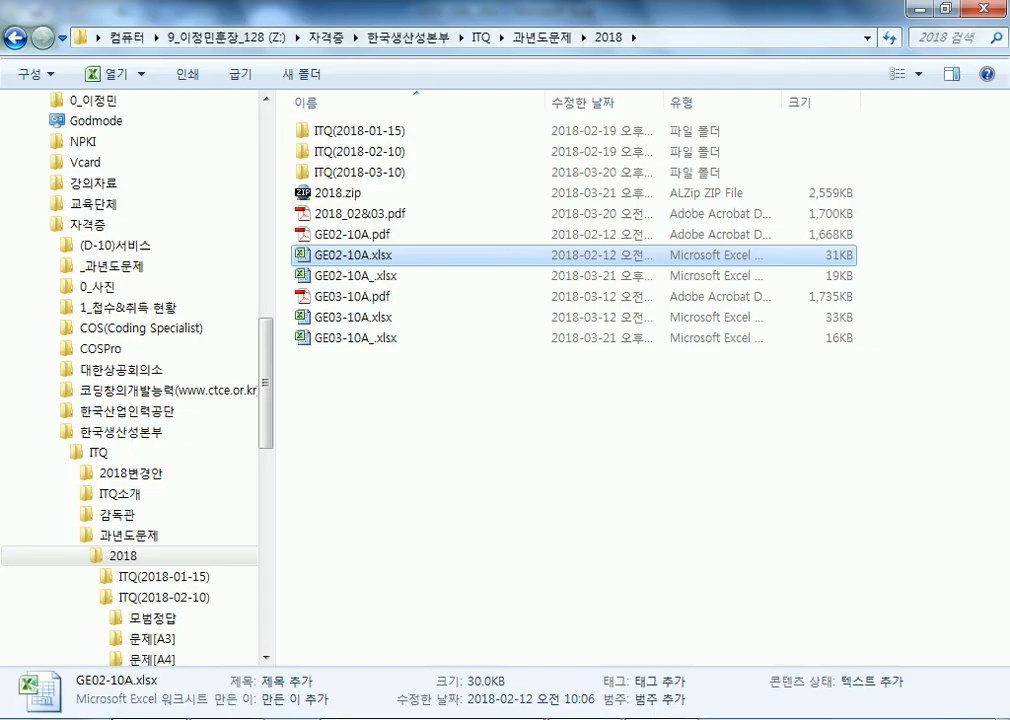 컴퓨터 9_이정민훈장_128 (Z:) 자격증 한국생산성본부 ITQ 과년도문제 2018
2018 검색
구성 열기 인쇄 굽기 새 폴더
0_이정민
Godmode
NPKI
Vcard
강의자료
교육단체
자격증
(D-10)서비스
_과년도문제
0_사진
1_접수&취득 현황
COS(Coding Specialist)
COSPro
대한상공회의소
코딩창의개발능력(www.ctce.or.kr
한국산업인력공단
한국생산성본부
ITQ
2018변경안
ITQ소개
감독관
과년도문제
2018
ITQ(2018-01-15)
ITQ(2018-02-10)
모범정답
문제[A3]
문제[A4]
이름 수정한 날짜 유형 크기
ITQ(2018-01-15) 2018-02-19 오후... 파일 폴더
ITQ(2018-02-10) 2018-02-19 오후... 파일 폴더
ITQ(2018-03-10) 2018-03-20 오후... 파일 폴더
2018.zip 2018-03-21 오후... ALZip ZIP File 2,559KB
2018_02&03.pdf 2018-03-20 오후... Adobe Acrobat D... 1,700KB
GE02-10A.pdf 2018-02-12 오전... Adobe Acrobat D... 1,668KB
GE02-10A.xlsx 2018-02-12 오전... Microsoft Excel ... 31KB
GE02-10A_.xlsx 2018-03-21 오후... Microsoft Excel ... 19KB
GE03-10A.pdf 2018-03-12 오전... Adobe Acrobat D... 1,735KB
GE03-10A.xlsx 2018-03-12 오전... Microsoft Excel ... 33KB
GE03-10A_.xlsx 2018-03-21 오후... Microsoft Excel ... 16KB
GE02-10A.xlsx 제목: 제목 추가 크기: 30.0KB 태그: 태그 추가 콘텐츠 상태: 텍스트 추가
Microsoft Excel 워크시트 만든 이: 만든 이 추가 수정한 날짜: 2018-02-12 오전 10:06 범주: 범주 추가